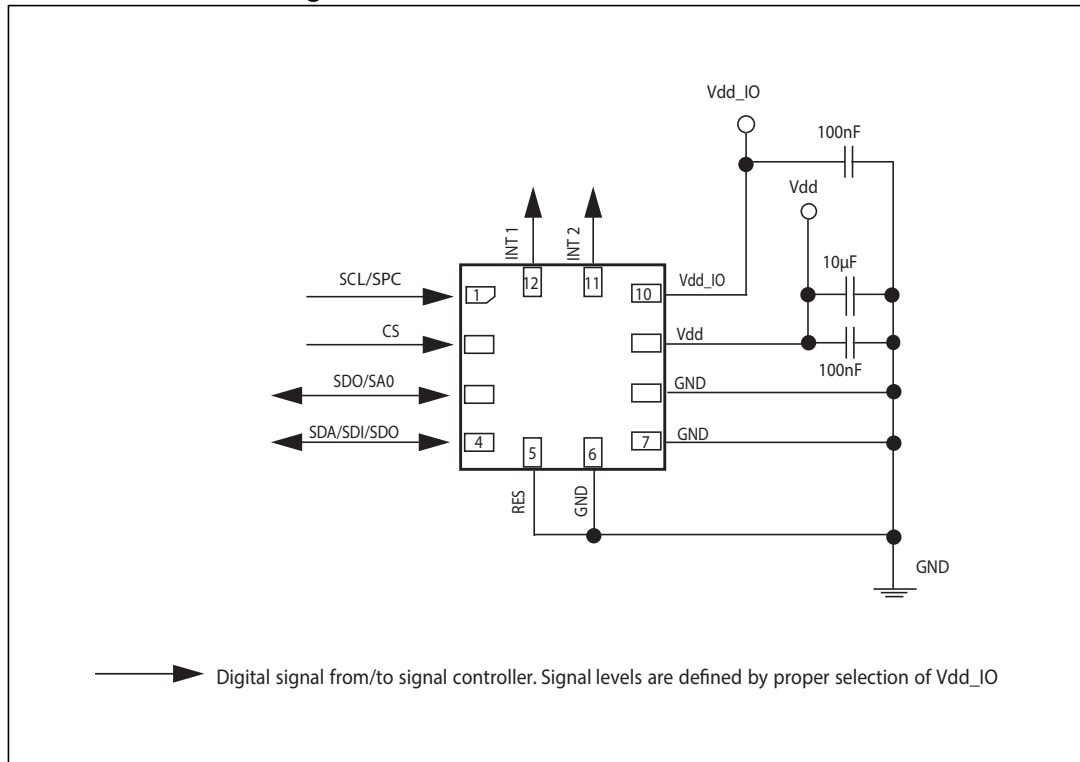 Vdd_IO
100nF
Vdd
INT 1
INT 2
10µF
SCL/SPC
1
12
11
10
Vdd_IO
CS
Vdd
100nF
SDO/SA0
GND
SDA/SDI/SDO
4
5
6
7
GND
RES
GND
GND
Digital signal from/to signal controller. Signal levels are defined by proper selection of Vdd_IO